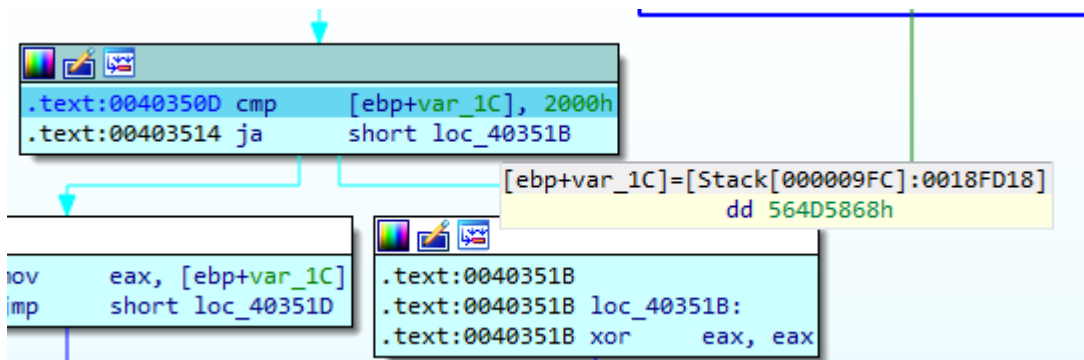 .text:0040350D cmp [ebp+var_1C], 2000h
.text:00403514 ja short loc_40351B
[ebp+var_1C]=[Stack[000009FC]:0018FD18]
dd 564D5868h
mov eax, [ebp+var_1C]
jmp short loc_40351D
.text:0040351B
.text:0040351B loc_40351B:
.text:0040351B xor eax, eax